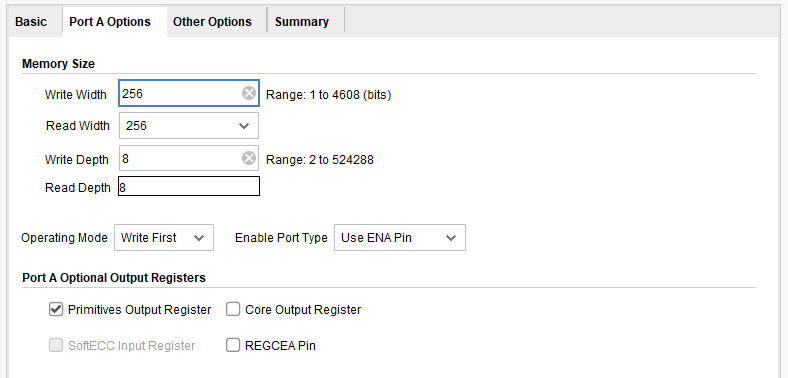 Basic Port A Options Other Options Summary
Memory Size
Write Width 256 Range: 1 to 4608 (bits)
Read Width 256
Write Depth 8 Range: 2 to 524288
Read Depth 8
Operating Mode Write First Enable Port Type Use ENA Pin
Port A Optional Output Registers
Primitives Output Register Core Output Register
SoftECC Input Register REGCEA Pin